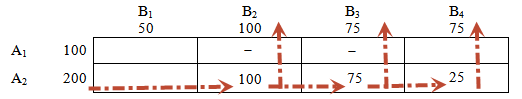 B₁ B₂ B₃ B₄
50 100 75 75
A₁ 100 – –
A₂ 200 100 75 25